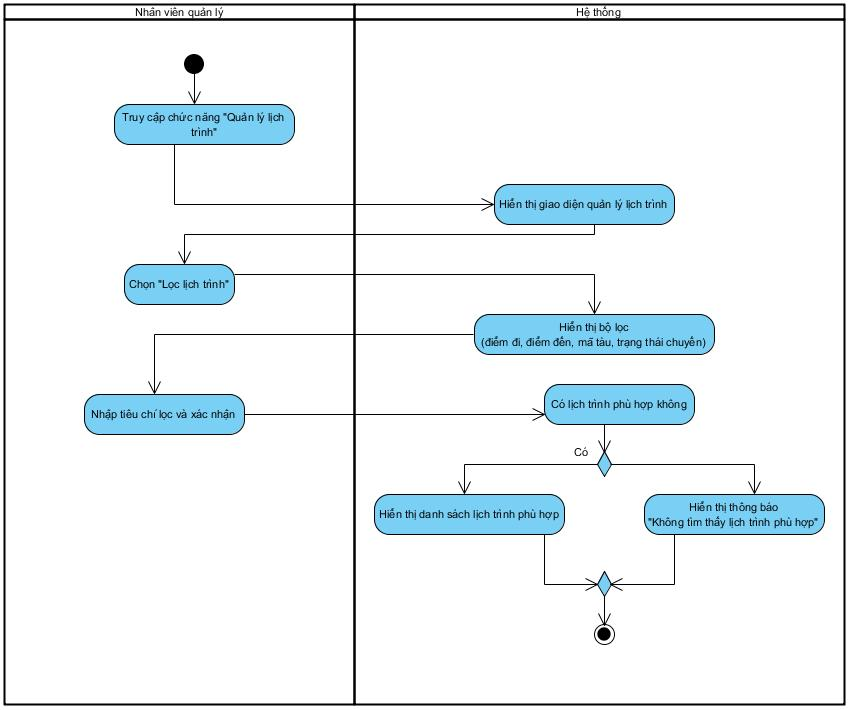 Nhân viên quản lý
Hệ thống
Truy cập chức năng "Quản lý lịch
trình"
Hiển thị giao diện quản lý lịch trình
Chọn "Lọc lịch trình"
Hiển thị bộ lọc
(điểm đi, điểm đến, mã tàu, trạng thái chuyến)
Nhập tiêu chí lọc và xác nhận
Có lịch trình phù hợp không
Có
Hiển thị danh sách lịch trình phù hợp
Hiển thị thông báo
"Không tìm thấy lịch trình phù hợp"